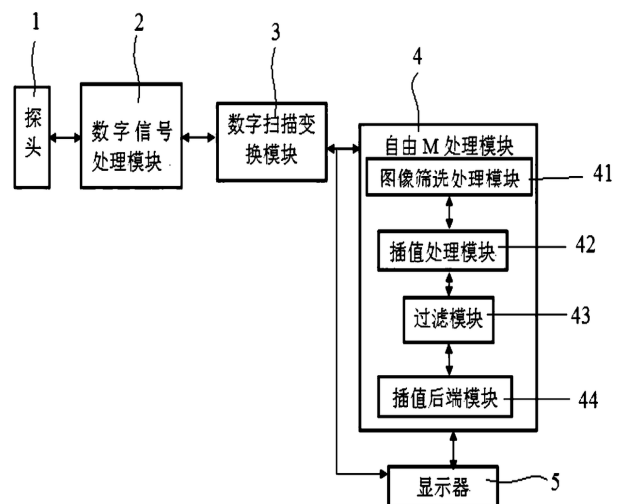 1
探
头
2
数字信号
处理模块
3
数字扫描变
换模块
4
自由M处理模块
图像筛选处理模块
41
插值处理模块
42
过滤模块
43
插值后端模块
44
显示器
5